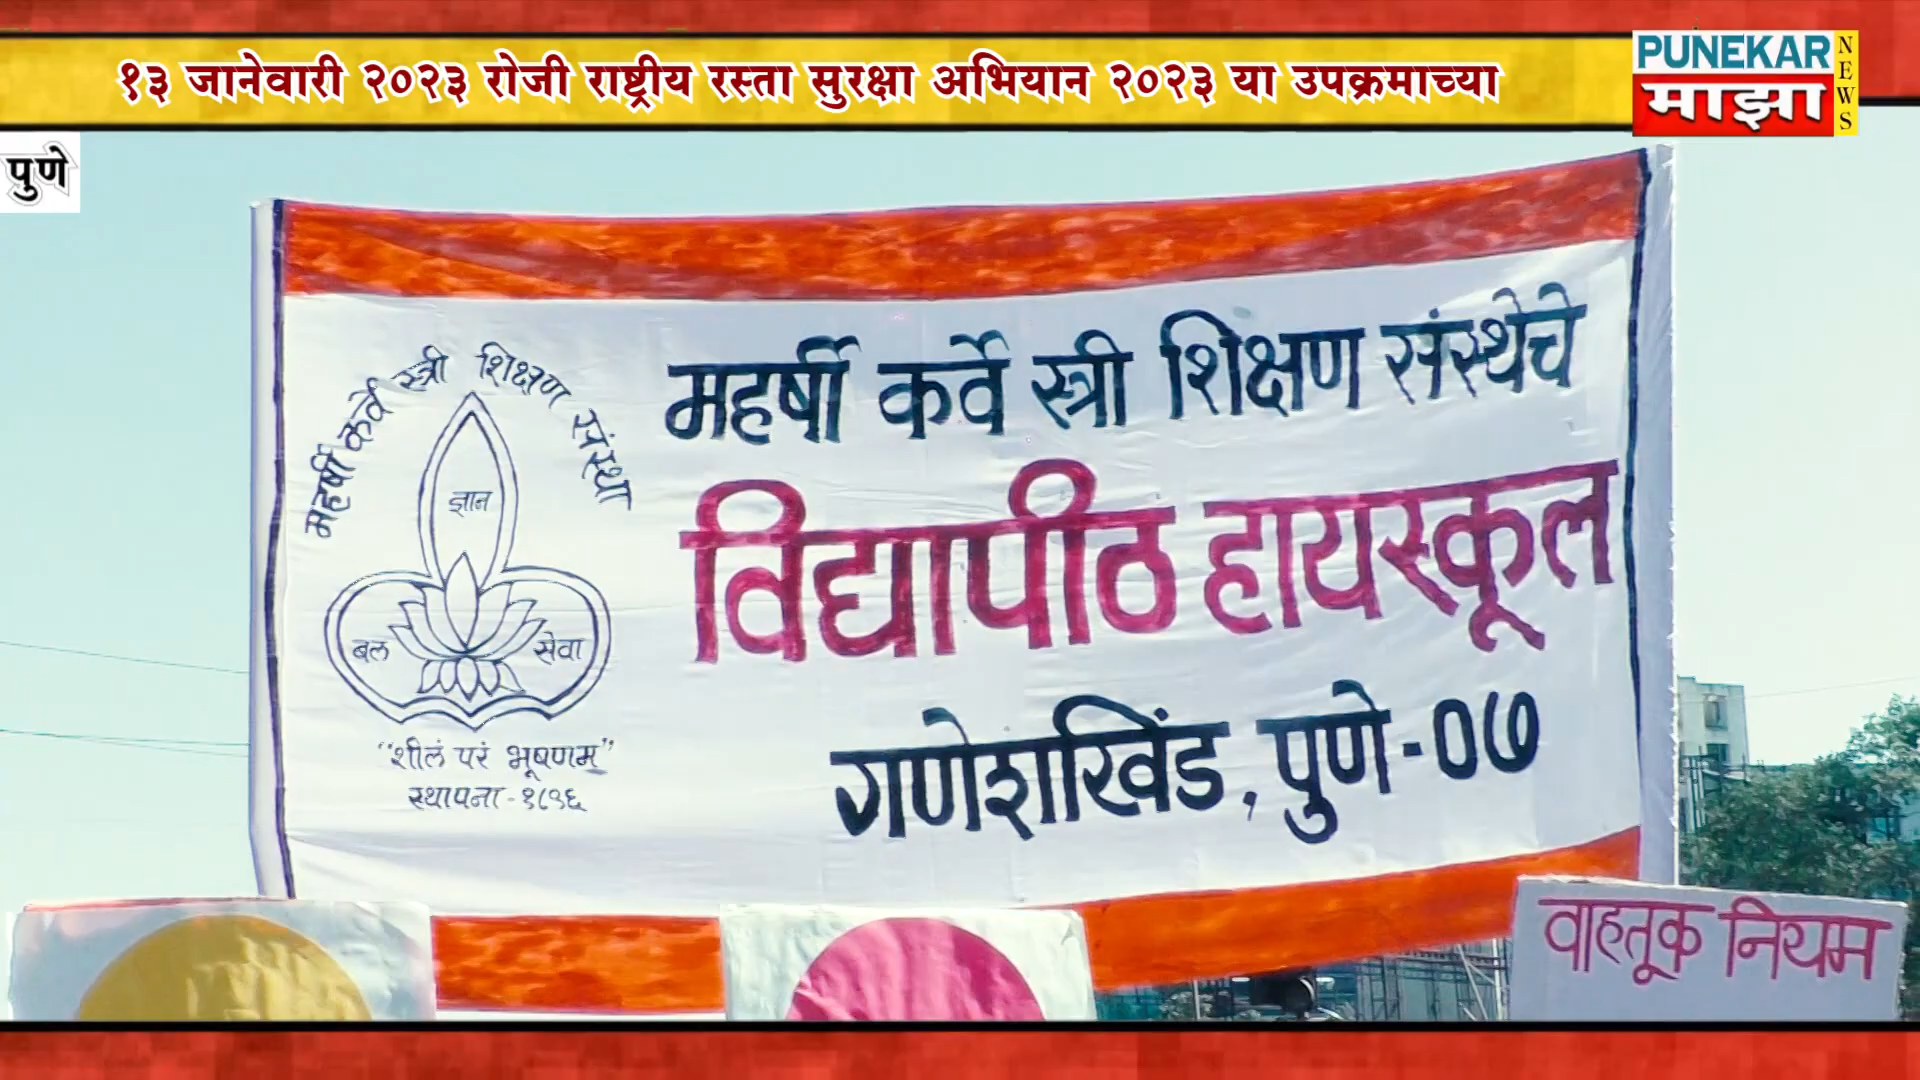 १३ जानेवारी २०२३ रोजी राष्ट्रीय रस्ता सुरक्षा अभियान २०२३ या उपक्रमाच्या
PUNEKAR
माझा
NEWS
पुणे
महर्षी कर्वे स्त्री शिक्षण संस्थेचे
विद्यापीठ हायस्कूल
गणेशखिंड, पुणे-०७
महर्षी कर्वे स्त्री शिक्षण संस्था
ज्ञान
बल
सेवा
"शीलं परं भूषणम्"
स्थापना-१८९६
वाहतूक नियम